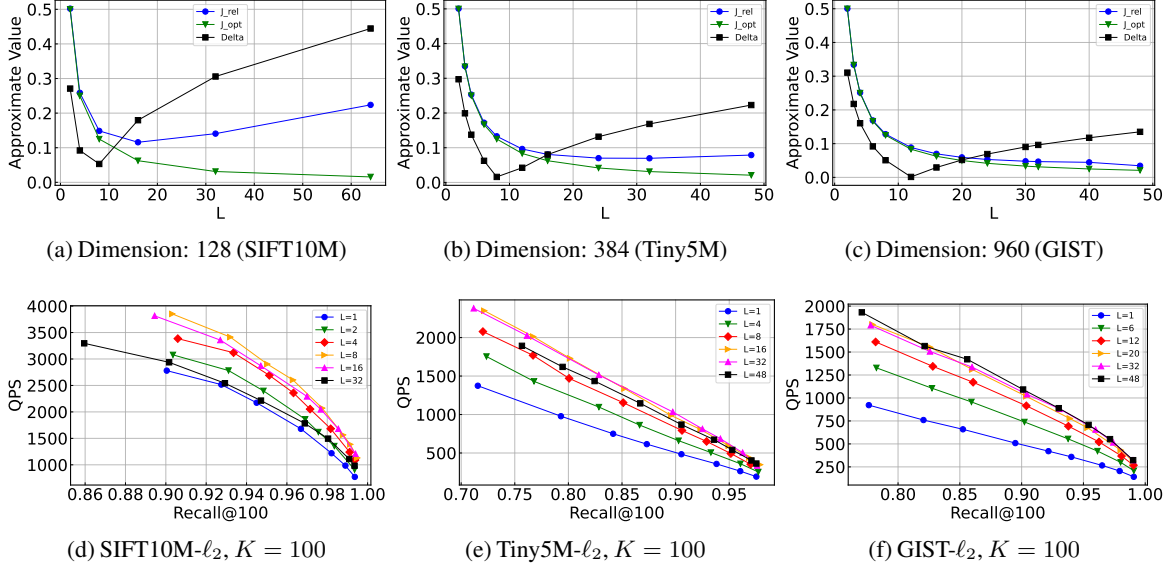 0.5
0.4
0.3
0.2
0.1
0.0
Approximate Value
J_rel
J_opt
Delta
0 10 20 30 40 50 60
L
0.5
0.4
0.3
0.2
0.1
0.0
Approximate Value
J_rel
J_opt
Delta
0 10 20 30 40 50
L
0.5
0.4
0.3
0.2
0.1
0.0
Approximate Value
J_rel
J_opt
Delta
0 10 20 30 40 50
L
(a) Dimension: 128 (SIFT10M)
(b) Dimension: 384 (Tiny5M)
(c) Dimension: 960 (GIST)
4000
3500
3000
2500
2000
1500
1000
QPS
L=1
L=2
L=4
L=8
L=16
L=32
0.86 0.88 0.90 0.92 0.94 0.96 0.98 1.00
Recall@100
2000
1500
1000
500
QPS
L=1
L=4
L=8
L=16
L=32
L=48
0.70 0.75 0.80 0.85 0.90 0.95
Recall@100
2000
1750
1500
1250
1000
750
500
250
QPS
L=1
L=6
L=12
L=20
L=32
L=48
0.80 0.85 0.90 0.95 1.00
Recall@100
(d) SIFT10M-ℓ₂, K = 100
(e) Tiny5M-ℓ₂, K = 100
(f) GIST-ℓ₂, K = 100